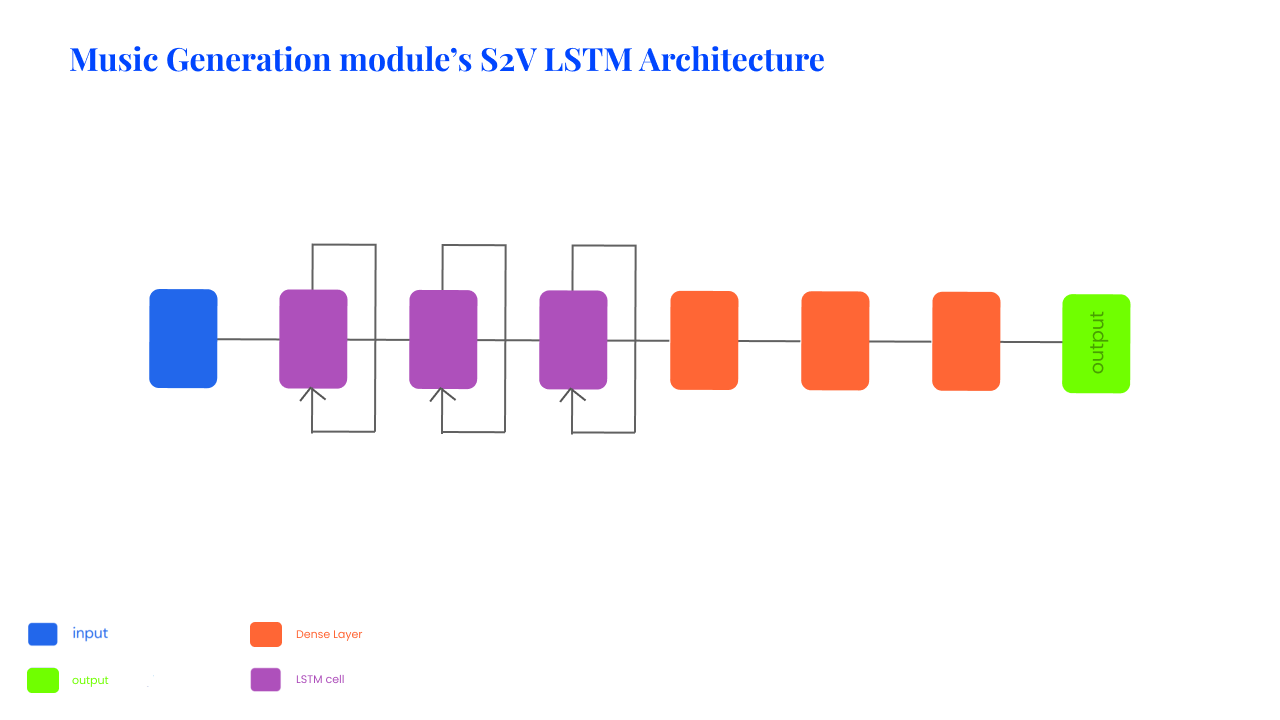 Music Generation module’s S2V LSTM Architecture
output
input
Dense Layer
output
LSTM cell